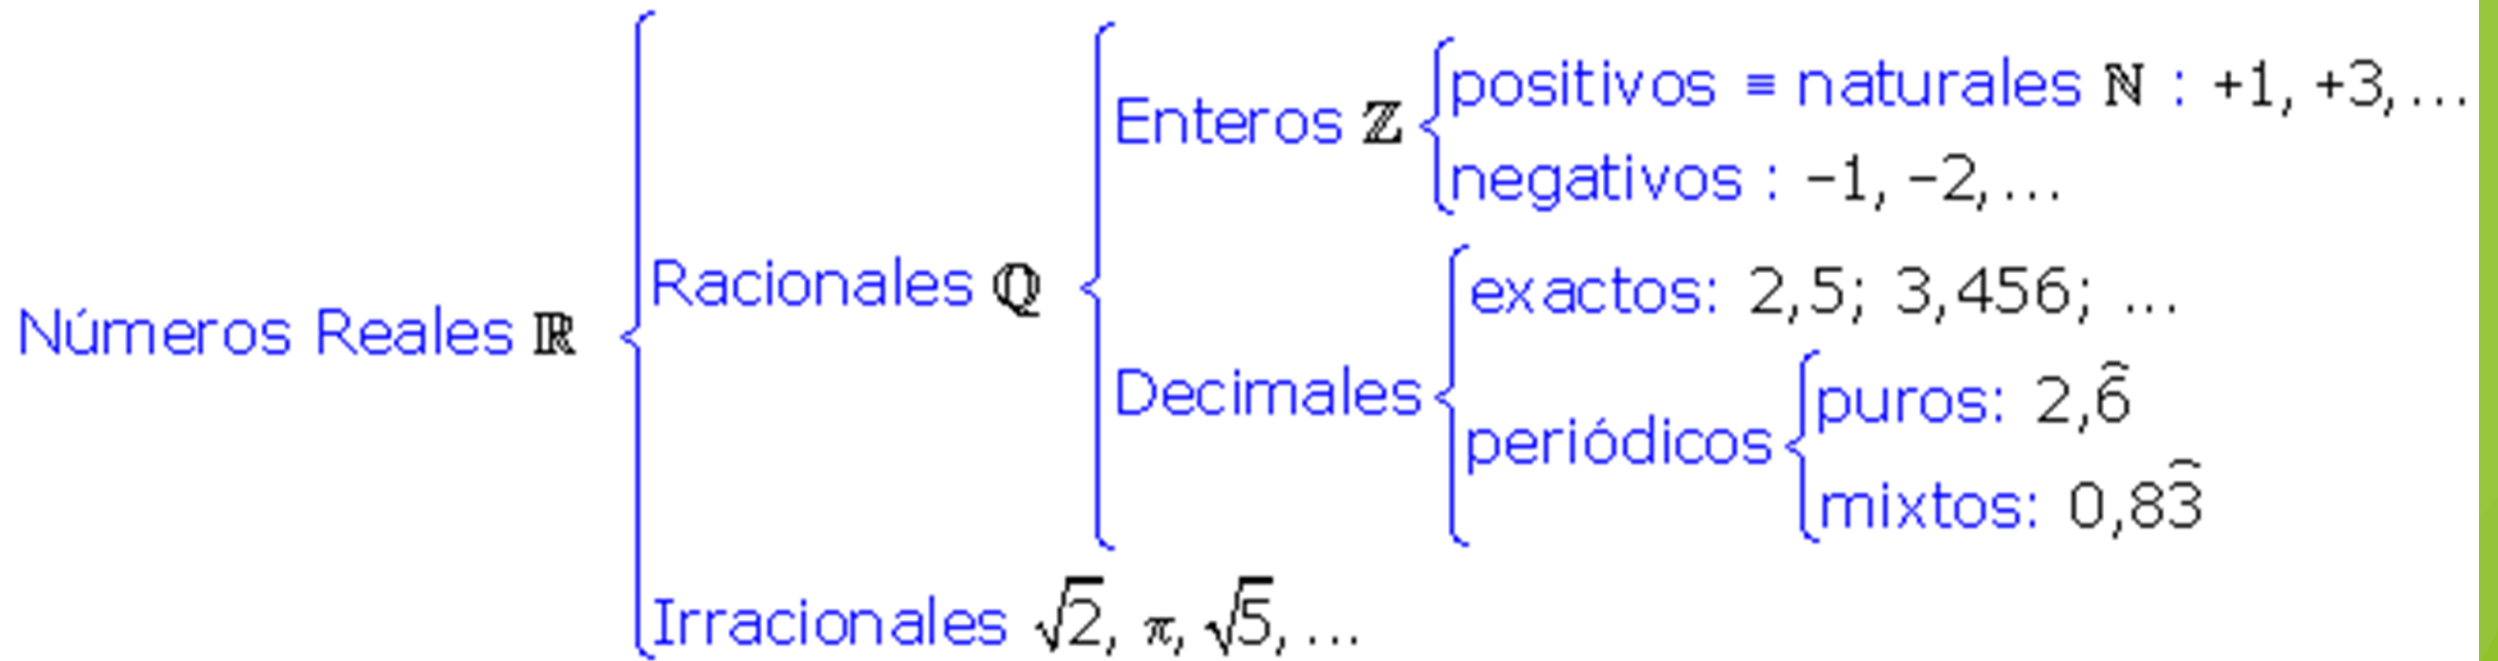 positivos ≡ naturales ℕ : +1, +3,...
Enteros ℤ
negativos : −1, −2,...
Racionales ℚ
exactos: 2,5; 3,456; ...
Números Reales ℝ
Decimales
puros: 2,6̑
periódicos
mixtos: 0,83̑
Irracionales √2, π, √5,...